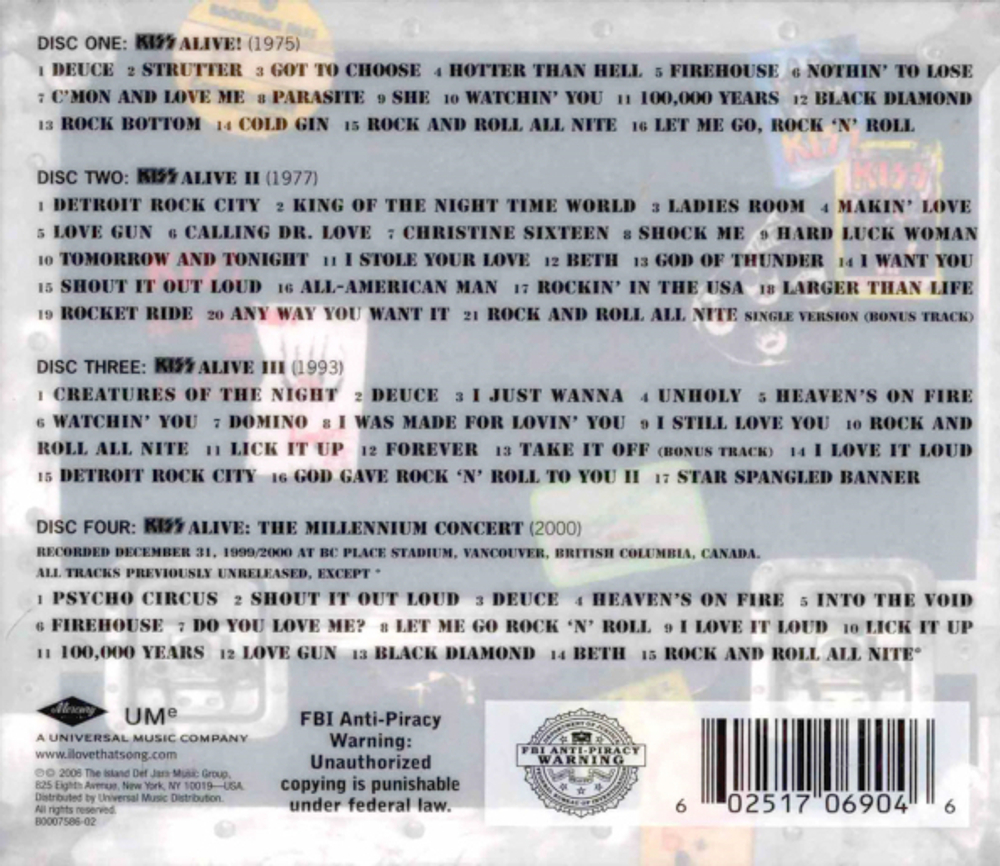 DISC ONE: KISS ALIVE! (1975)
1 DEUCE 2 STRUTTER 3 GOT TO CHOOSE 4 HOTTER THAN HELL 5 FIREHOUSE 6 NOTHIN' TO LOSE
7 C'MON AND LOVE ME 8 PARASITE 9 SHE 10 WATCHIN' YOU 11 100,000 YEARS 12 BLACK DIAMOND
13 ROCK BOTTOM 14 COLD GIN 15 ROCK AND ROLL ALL NITE 16 LET ME GO, ROCK 'N' ROLL
DISC TWO: KISS ALIVE II (1977)
1 DETROIT ROCK CITY 2 KING OF THE NIGHT TIME WORLD 3 LADIES ROOM 4 MAKIN' LOVE
5 LOVE GUN 6 CALLING DR. LOVE 7 CHRISTINE SIXTEEN 8 SHOCK ME 9 HARD LUCK WOMAN
10 TOMORROW AND TONIGHT 11 I STOLE YOUR LOVE 12 BETH 13 GOD OF THUNDER 14 I WANT YOU
15 SHOUT IT OUT LOUD 16 ALL-AMERICAN MAN 17 ROCKIN' IN THE USA 18 LARGER THAN LIFE
19 ROCKET RIDE 20 ANY WAY YOU WANT IT 21 ROCK AND ROLL ALL NITE SINGLE VERSION (BONUS TRACK)
DISC THREE: KISS ALIVE III (1993)
1 CREATURES OF THE NIGHT 2 DEUCE 3 I JUST WANNA 4 UNHOLY 5 HEAVEN'S ON FIRE
6 WATCHIN' YOU 7 DOMINO 8 I WAS MADE FOR LOVIN' YOU 9 I STILL LOVE YOU 10 ROCK AND
ROLL ALL NITE 11 LICK IT UP 12 FOREVER 13 TAKE IT OFF (BONUS TRACK) 14 I LOVE IT LOUD
15 DETROIT ROCK CITY 16 GOD GAVE ROCK 'N' ROLL TO YOU II 17 STAR SPANGLED BANNER
DISC FOUR: KISS ALIVE: THE MILLENNIUM CONCERT (2000)
RECORDED DECEMBER 31, 1999/2000 AT BC PLACE STADIUM, VANCOUVER, BRITISH COLUMBIA, CANADA.
ALL TRACKS PREVIOUSLY UNRELEASED, EXCEPT *
1 PSYCHO CIRCUS 2 SHOUT IT OUT LOUD 3 DEUCE 4 HEAVEN'S ON FIRE 5 INTO THE VOID
6 FIREHOUSE 7 DO YOU LOVE ME? 8 LET ME GO ROCK 'N' ROLL 9 I LOVE IT LOUD 10 LICK IT UP
11 100,000 YEARS 12 LOVE GUN 13 BLACK DIAMOND 14 BETH 15 ROCK AND ROLL ALL NITE*
Mercury UMe
A UNIVERSAL MUSIC COMPANY
www.ilovethatsong.com
℗© 2006 The Island Def Jam Music Group,
825 Eighth Avenue, New York, NY 10019—USA.
Distributed by Universal Music Distribution.
All rights reserved.
B0007586-02
FBI Anti-Piracy
Warning:
Unauthorized
copying is punishable
under federal law.
FBI ANTI-PIRACY
WARNING
6 02517 06904 6
KISS
KISS